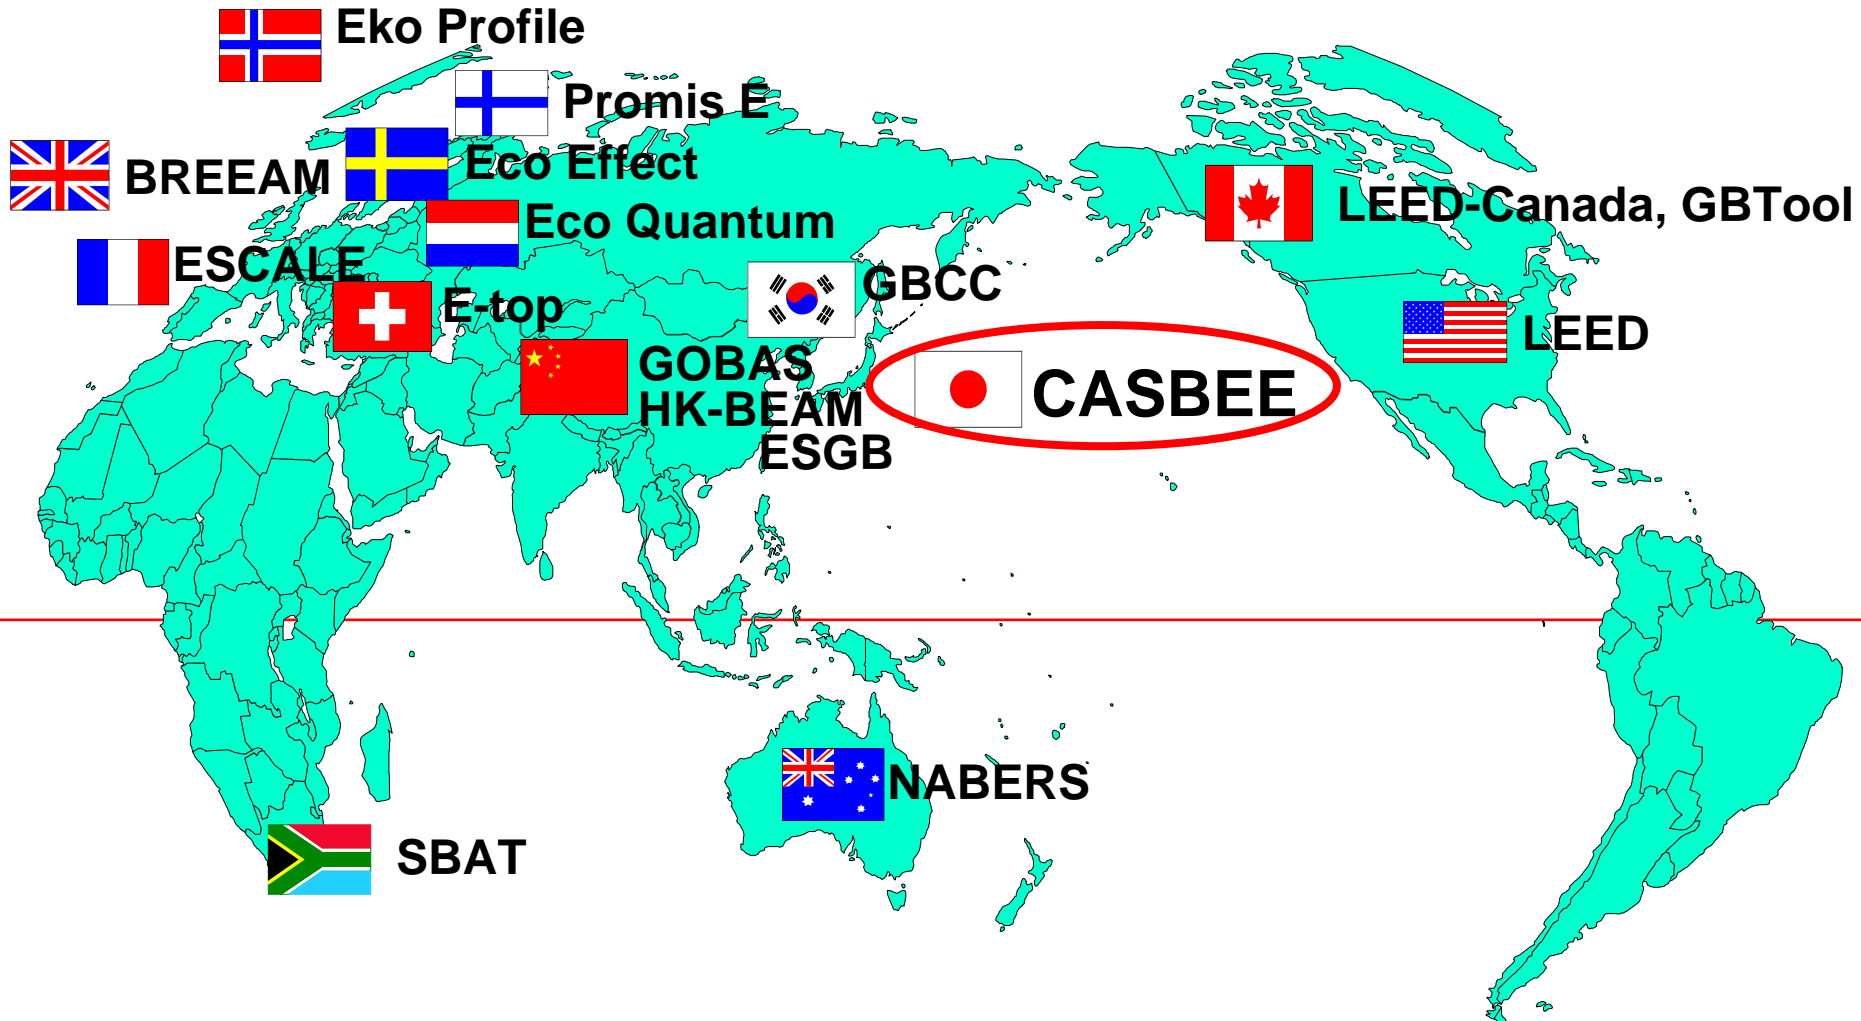 Eko Profile
Promis E
BREEAM
Eco Effect
LEED-Canada, GBTool
Eco Quantum
ESCALE
GBCC
E-top
LEED
GOBAS
HK-BEAM
ESGB
CASBEE
NABERS
SBAT